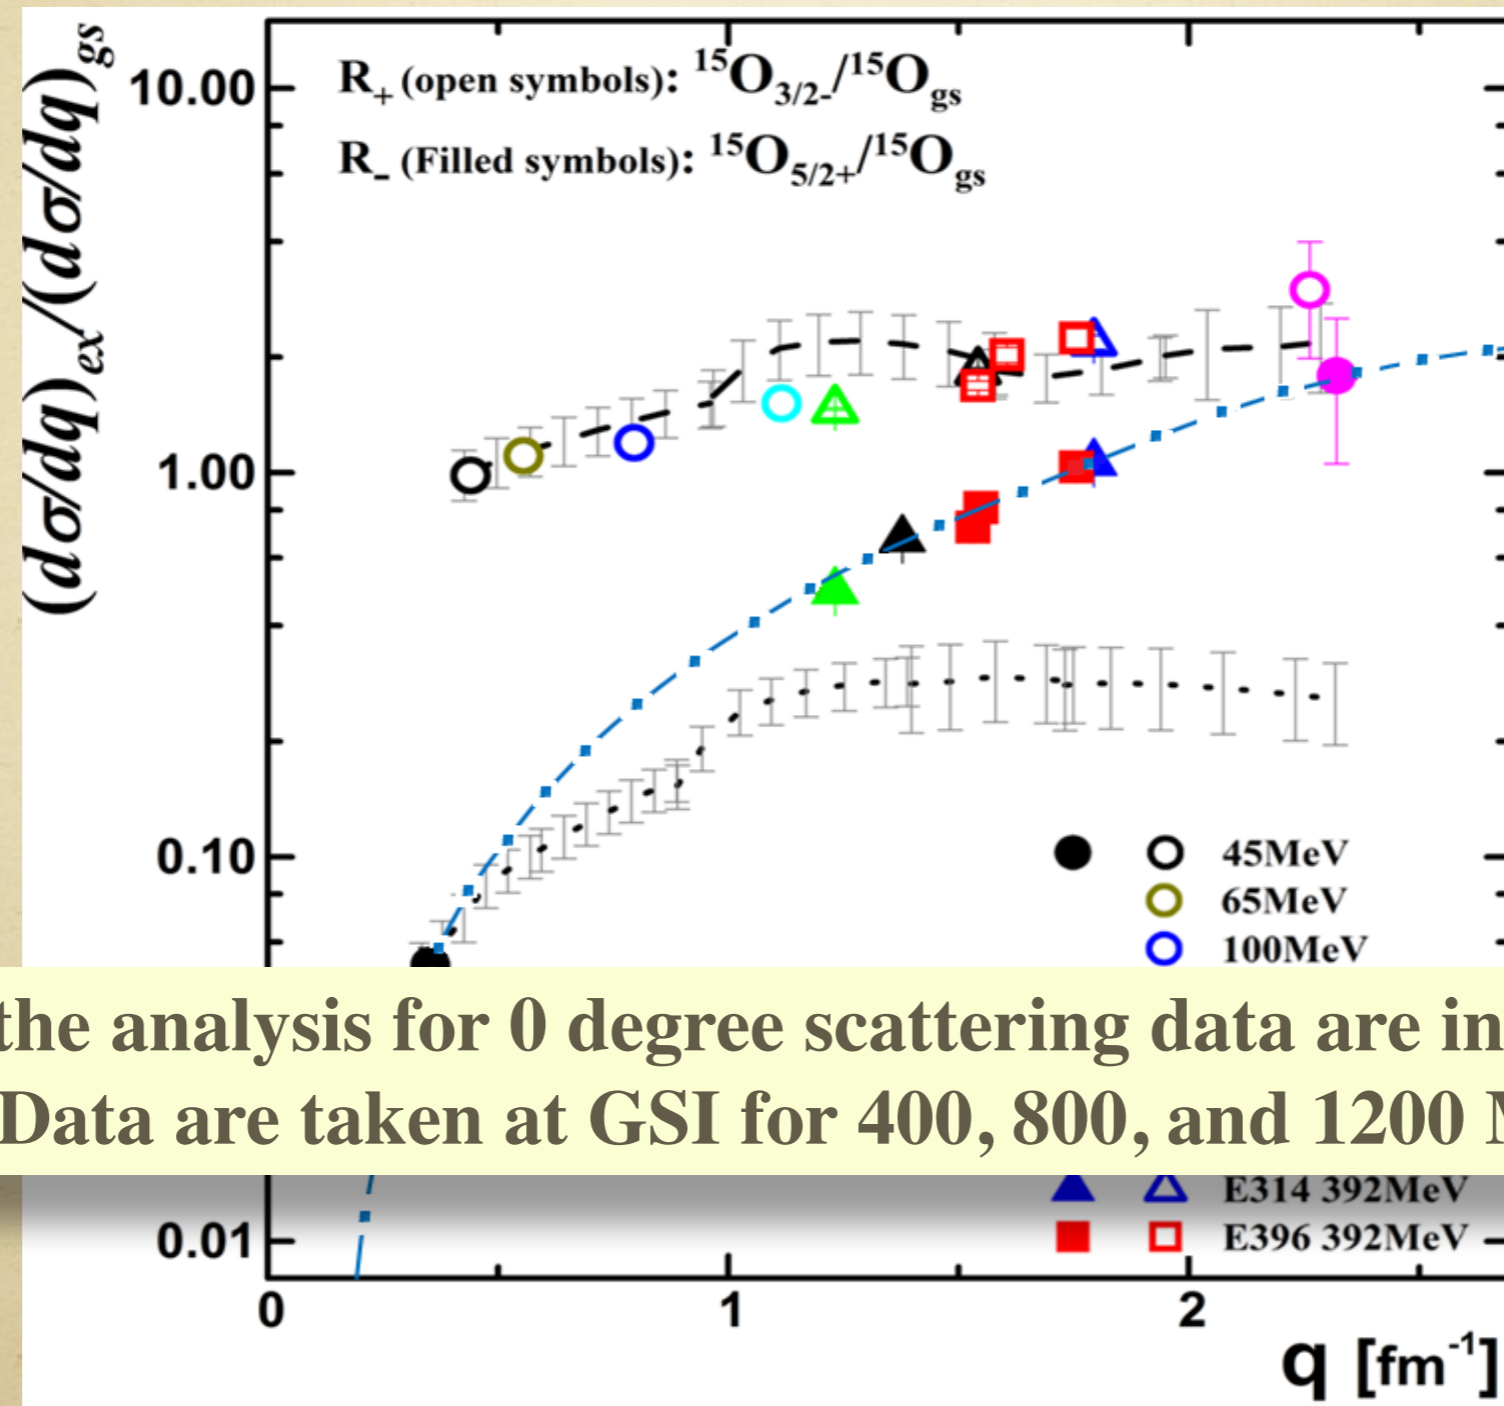 (dσ/dq)ex/(dσ/dq)gs
10.00
1.00
0.10
0.01
R+ (open symbols): 15O3/2-/15Ogs
R- (Filled symbols): 15O5/2+/15Ogs
45MeV
65MeV
100MeV
the analysis for 0 degree scattering data are in
Data are taken at GSI for 400, 800, and 1200
E314 392MeV
E396 392MeV
0 1 2
q [fm-1]